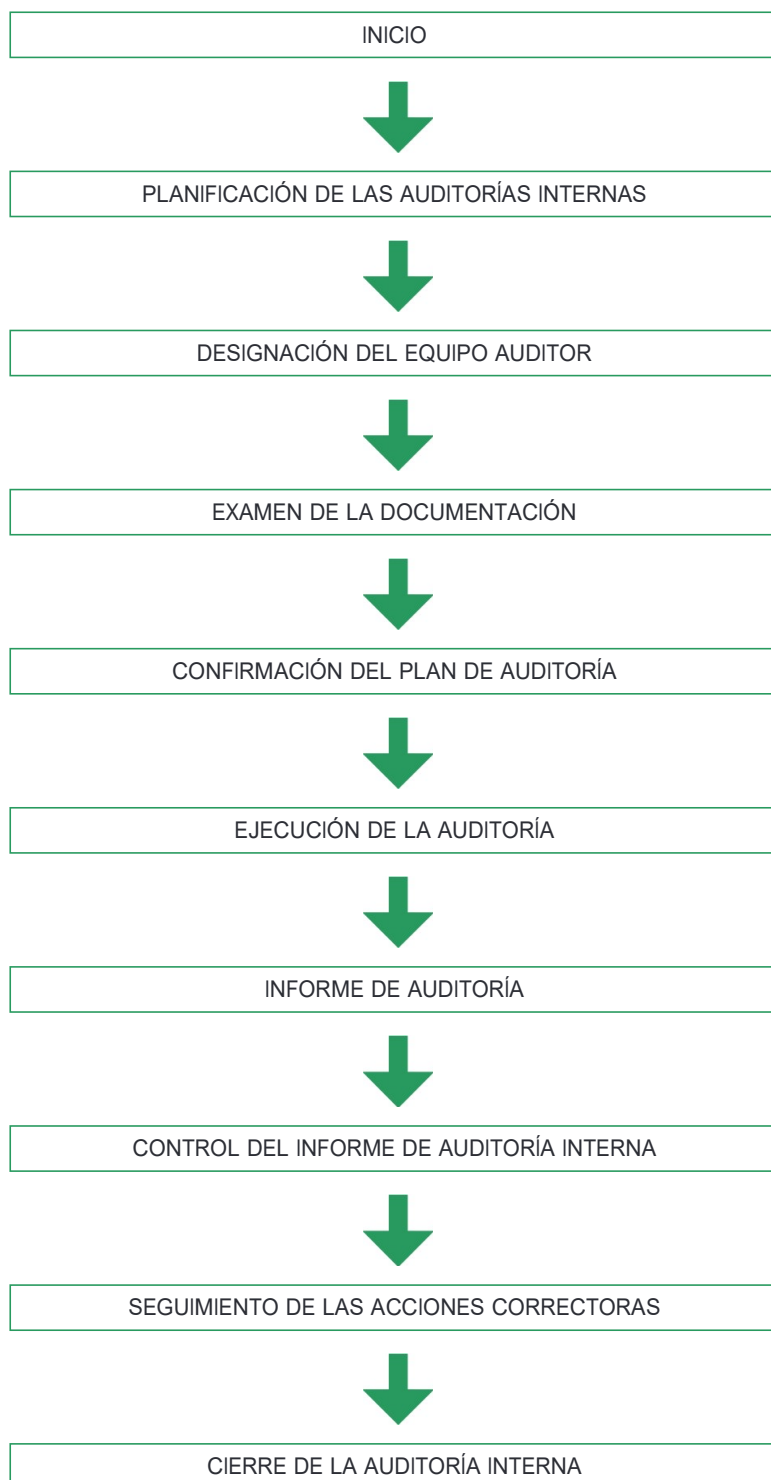 INICIO
PLANIFICACIÓN DE LAS AUDITORÍAS INTERNAS
DESIGNACIÓN DEL EQUIPO AUDITOR
EXAMEN DE LA DOCUMENTACIÓN
CONFIRMACIÓN DEL PLAN DE AUDITORÍA
EJECUCIÓN DE LA AUDITORÍA
INFORME DE AUDITORÍA
CONTROL DEL INFORME DE AUDITORÍA INTERNA
SEGUIMIENTO DE LAS ACCIONES CORRECTORAS
CIERRE DE LA AUDITORÍA INTERNA